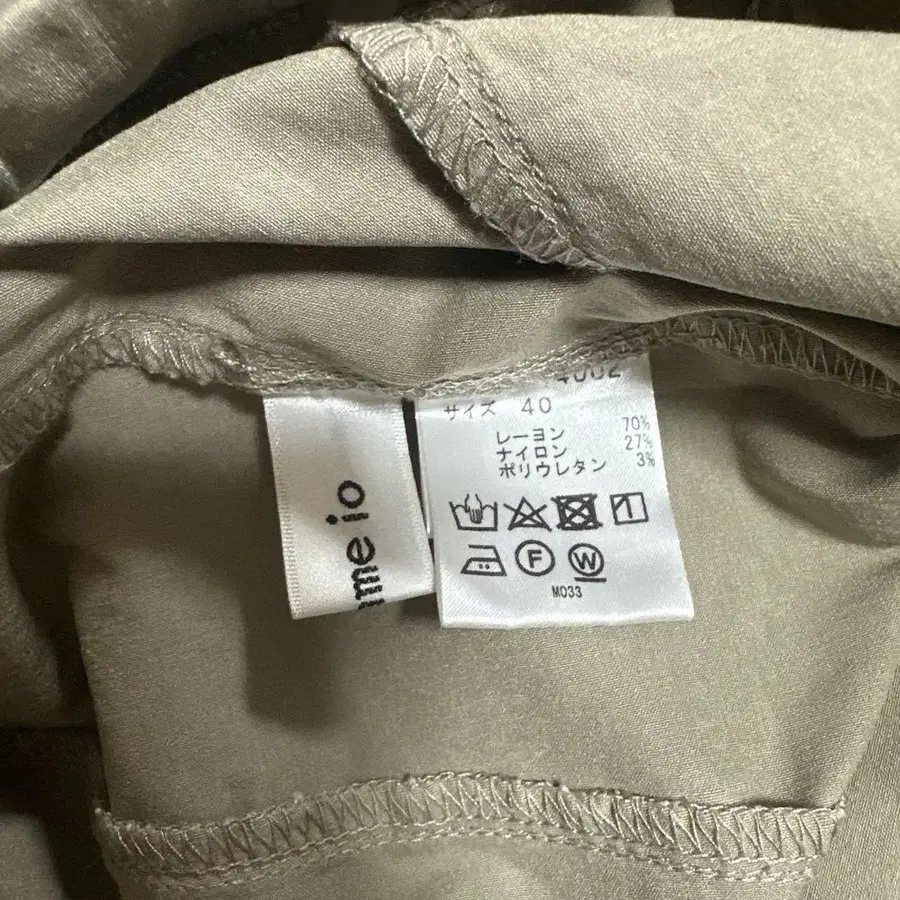 サイズ 40
レーヨン 70%
ナイロン 27%
ポリウレタン 3%
F W
M033
me io